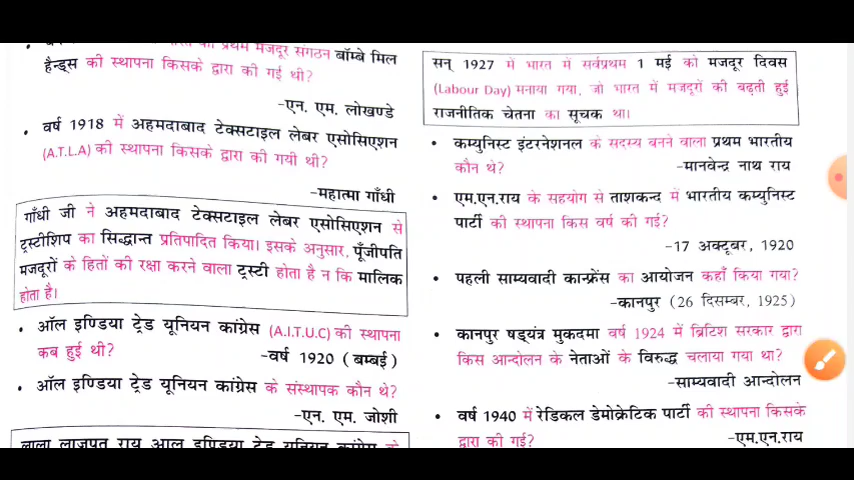 का प्रथम मजदूर संगठन बॉम्बे मिल
हैन्ड्स की स्थापना किसके द्वारा की गई थी?
-एन. एम. लोखण्डे
• वर्ष 1918 में अहमदाबाद टेक्सटाइल लेबर एसोसिएशन
(A.T.L.A) की स्थापना किसके द्वारा की गयी थी?
-महात्मा गाँधी
गाँधी जी ने अहमदाबाद टेक्सटाइल लेबर एसोसिएशन से
ट्रस्टीशिप का सिद्धान्त प्रतिपादित किया। इसके अनुसार, पूँजीपति
मजदूरों के हितों की रक्षा करने वाला ट्रस्टी होता है न कि मालिक
होता है।
• ऑल इण्डिया ट्रेड यूनियन कांग्रेस (A.I.T.U.C) की स्थापना
कब हुई थी?
-वर्ष 1920 (बम्बई)
• ऑल इण्डिया ट्रेड यूनियन कांग्रेस के संस्थापक कौन थे?
-एन. एम. जोशी
लाला लाजपत राय आल इण्डिया ट्रेड यूनियन कांग्रेस के
सन् 1927 में भारत में सर्वप्रथम 1 मई को मजदूर दिवस
(Labour Day) मनाया गया, जो भारत में मजदूरों की बढ़ती हुई
राजनीतिक चेतना का सूचक था।
• कम्युनिस्ट इंटरनेशनल के सदस्य बनने वाला प्रथम भारतीय
कौन थे?
-मानवेन्द्र नाथ राय
• एम.एन.राय के सहयोग से ताशकन्द में भारतीय कम्युनिस्ट
पार्टी की स्थापना किस वर्ष की गई?
-17 अक्टूबर, 1920
• पहली साम्यवादी कान्फ्रेंस का आयोजन कहाँ किया गया?
-कानपुर (26 दिसम्बर, 1925)
• कानपुर षड्यंत्र मुकदमा वर्ष 1924 में ब्रिटिश सरकार द्वारा
किस आन्दोलन के नेताओं के विरुद्ध चलाया गया था?
-साम्यवादी आन्दोलन
• वर्ष 1940 में रेडिकल डेमोक्रेटिक पार्टी की स्थापना किसके
द्वारा की गई?
-एम.एन.राय